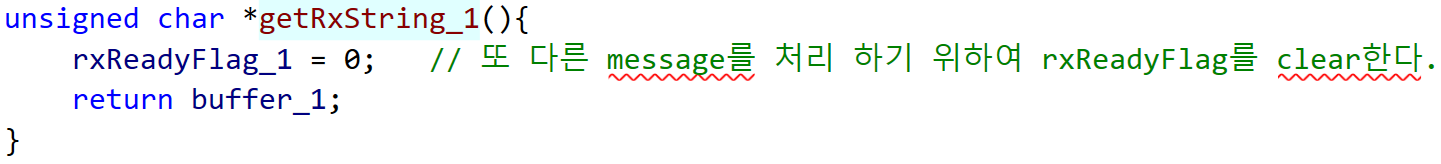 unsigned char *getRxString_1(){
    rxReadyFlag_1 = 0;   // 또 다른 message를 처리 하기 위하여 rxReadyFlag를 clear한다.
    return buffer_1;
}